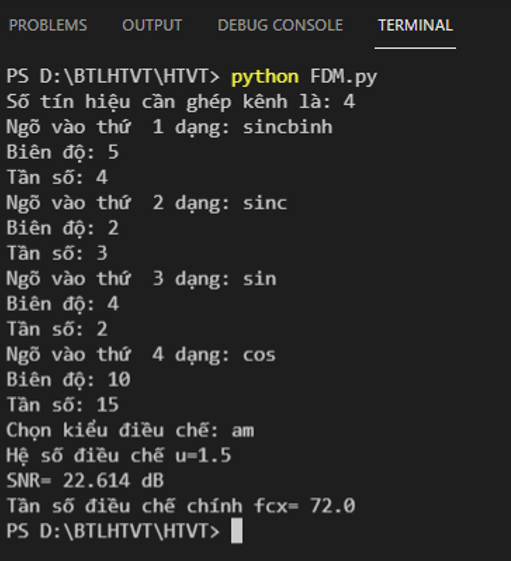 PROBLEMS OUTPUT DEBUG CONSOLE TERMINAL
PS D:\BTLHTVT\HTVT> python FDM.py
Số tín hiệu cần ghép kênh là: 4
Ngõ vào thứ  1 dạng: sincbinh
Biên độ: 5
Tần số: 4
Ngõ vào thứ  2 dạng: sinc
Biên độ: 2
Tần số: 3
Ngõ vào thứ  3 dạng: sin
Biên độ: 4
Tần số: 2
Ngõ vào thứ  4 dạng: cos
Biên độ: 10
Tần số: 15
Chọn kiểu điều chế: am
Hệ số điều chế u=1.5
SNR= 22.614 dB
Tần số điều chế chính fcx= 72.0
PS D:\BTLHTVT\HTVT>